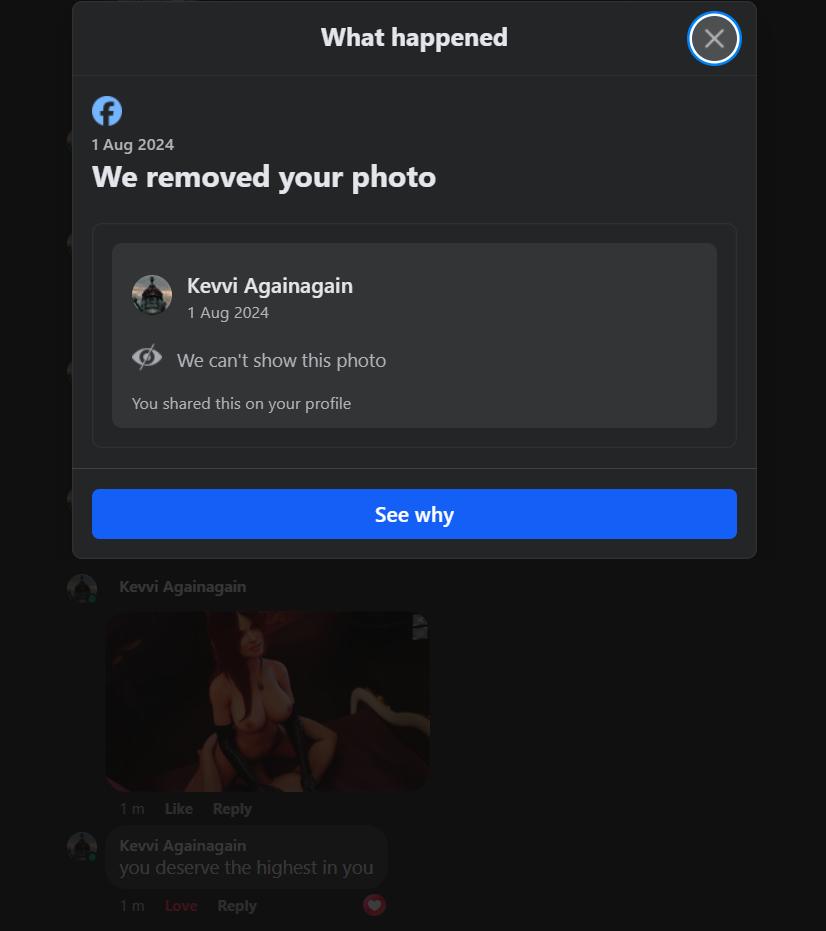 What happened
1 Aug 2024
We removed your photo
Kevvi Againagain
1 Aug 2024
We can't show this photo
You shared this on your profile
See why
Kevvi Againagain
1 m Like Reply
Kevvi Againagain
you deserve the highest in you
1 m Love Reply